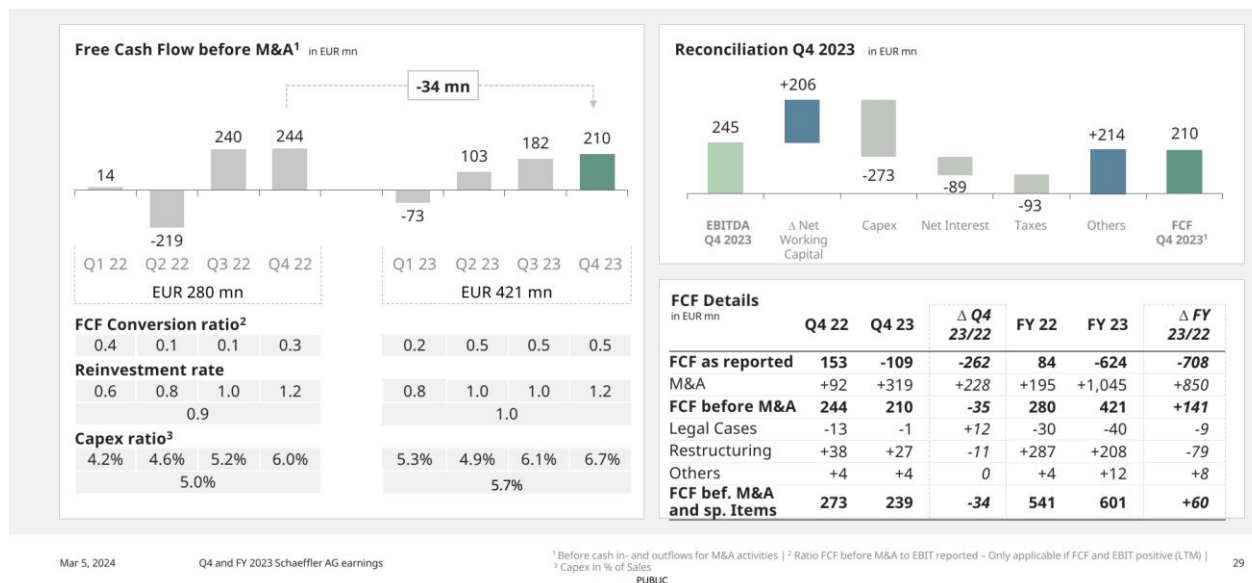 Free Cash Flow before M&A¹ in EUR mn
-34 mn
14
-219
240
244
-73
103
182
210
Q1 22 Q2 22 Q3 22 Q4 22 Q1 23 Q2 23 Q3 23 Q4 23
EUR 280 mn EUR 421 mn
FCF Conversion ratio²
0.4 0.1 0.1 0.3 0.2 0.5 0.5 0.5
Reinvestment rate
0.6 0.8 1.0 1.2 0.8 1.0 1.0 1.2
0.9 1.0
Capex ratio³
4.2% 4.6% 5.2% 6.0% 5.3% 4.9% 6.1% 6.7%
5.0% 5.7%
Reconciliation Q4 2023 in EUR mn
245
+206
-273
-89
-93
+214
210
EBITDA Δ Net Capex Net Interest Taxes Others FCF
Q4 2023 Working Q4 2023¹
Capital
FCF Details
in EUR mn
Q4 22 Q4 23 Δ Q4 FY 22 FY 23 Δ FY
23/22 23/22
FCF as reported 153 -109 -262 84 -624 -708
M&A +92 +319 +228 +195 +1,045 +850
FCF before M&A 244 210 -35 280 421 +141
Legal Cases -13 -1 +12 -30 -40 -9
Restructuring +38 +27 -11 +287 +208 -79
Others +4 +4 0 +4 +12 +8
FCF bef. M&A
and sp. Items 273 239 -34 541 601 +60
Mar 5, 2024 Q4 and FY 2023 Schaeffler AG earnings
¹ Before cash in- and outflows for M&A activities | ² Ratio FCF before M&A to EBIT reported – Only applicable if FCF and EBIT positive (LTM) |
³ Capex in % of Sales
29
PUBLIC